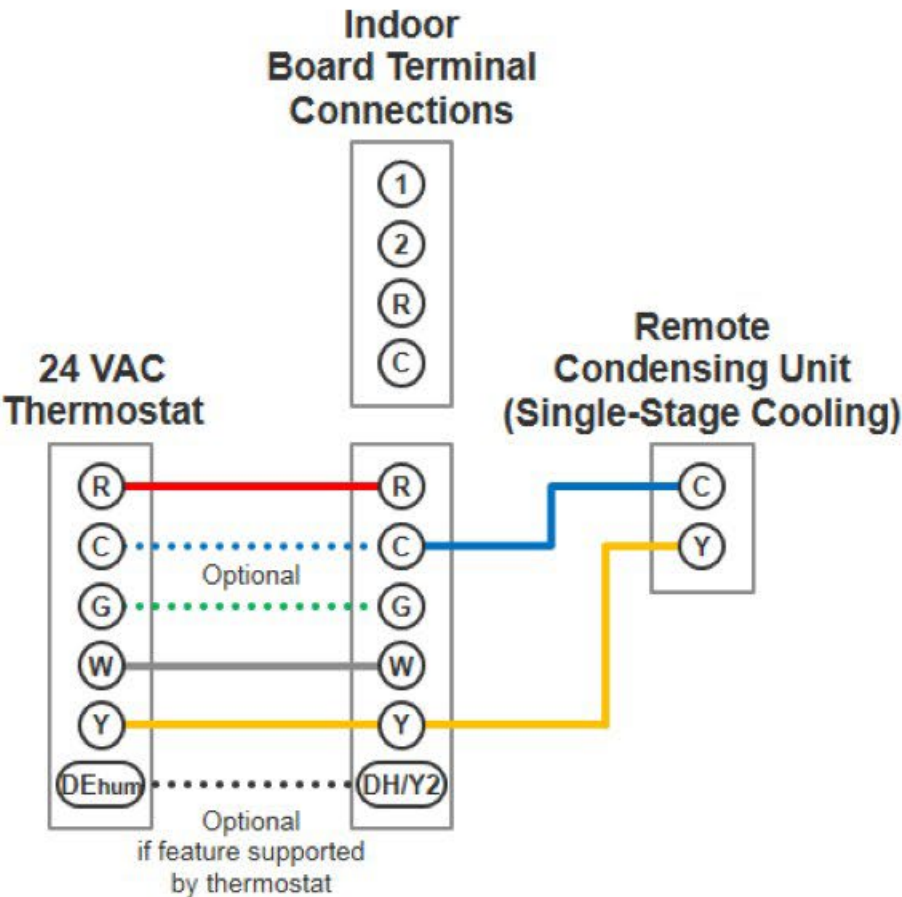 Indoor
Board Terminal
Connections
1
2
R
C
24 VAC
Thermostat
Remote
Condensing Unit
(Single-Stage Cooling)
R
R
C
C
C
Optional
Y
G
G
W
W
Y
Y
DEhum
DH/Y2
Optional
if feature supported
by thermostat